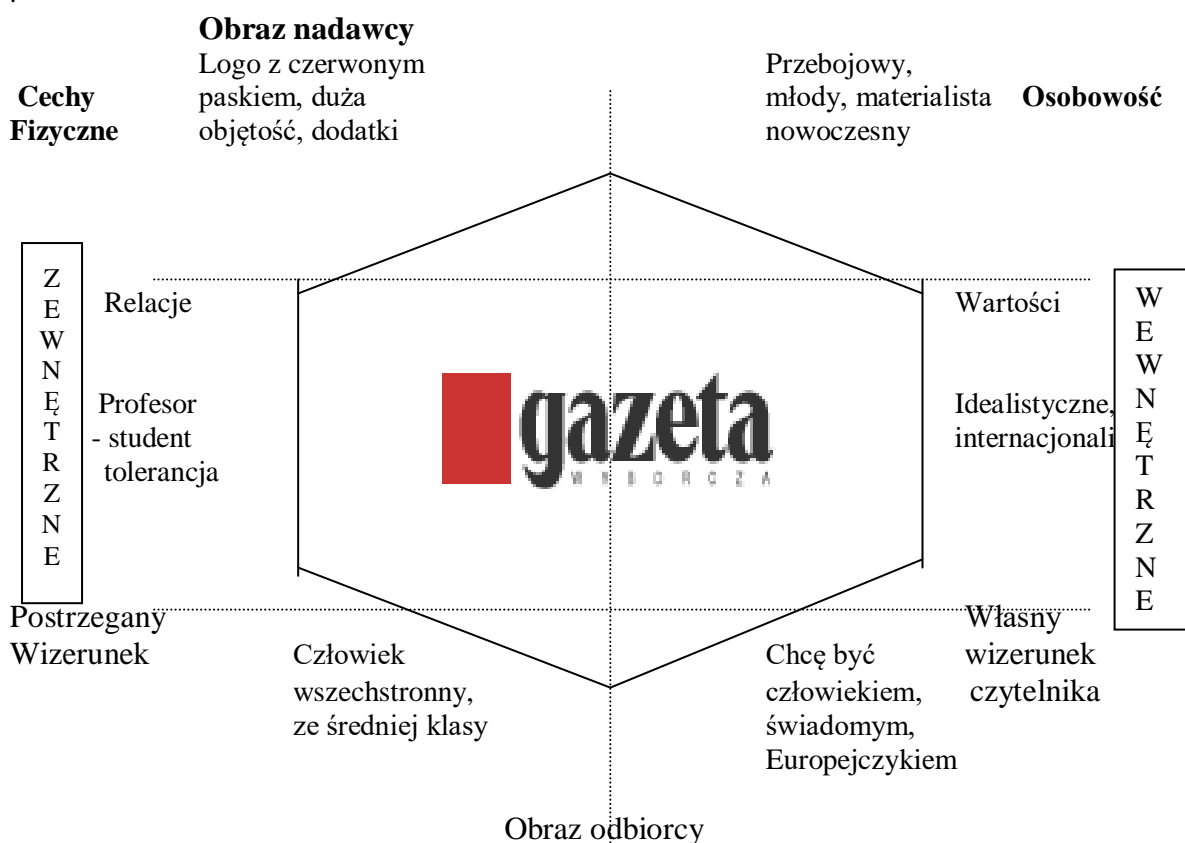 Obraz nadawcy
Logo z czerwonym
paskiem, duża
objętość, dodatki
Cechy
Fizyczne
Przebojowy,
młody, materialista
nowoczesny
Osobowość
ZEWNĘTRZNE
Relacje
Profesor
- student
tolerancja
gazeta
WYBORCZA
Wartości
Idealistyczne,
internacjonali
WEWNĘTRZNE
Postrzegany
Wizerunek
Człowiek
wszechstronny,
ze średniej klasy
Chcę być
człowiekiem,
świadomym,
Europejczykiem
Własny
wizerunek
czytelnika
Obraz odbiorcy